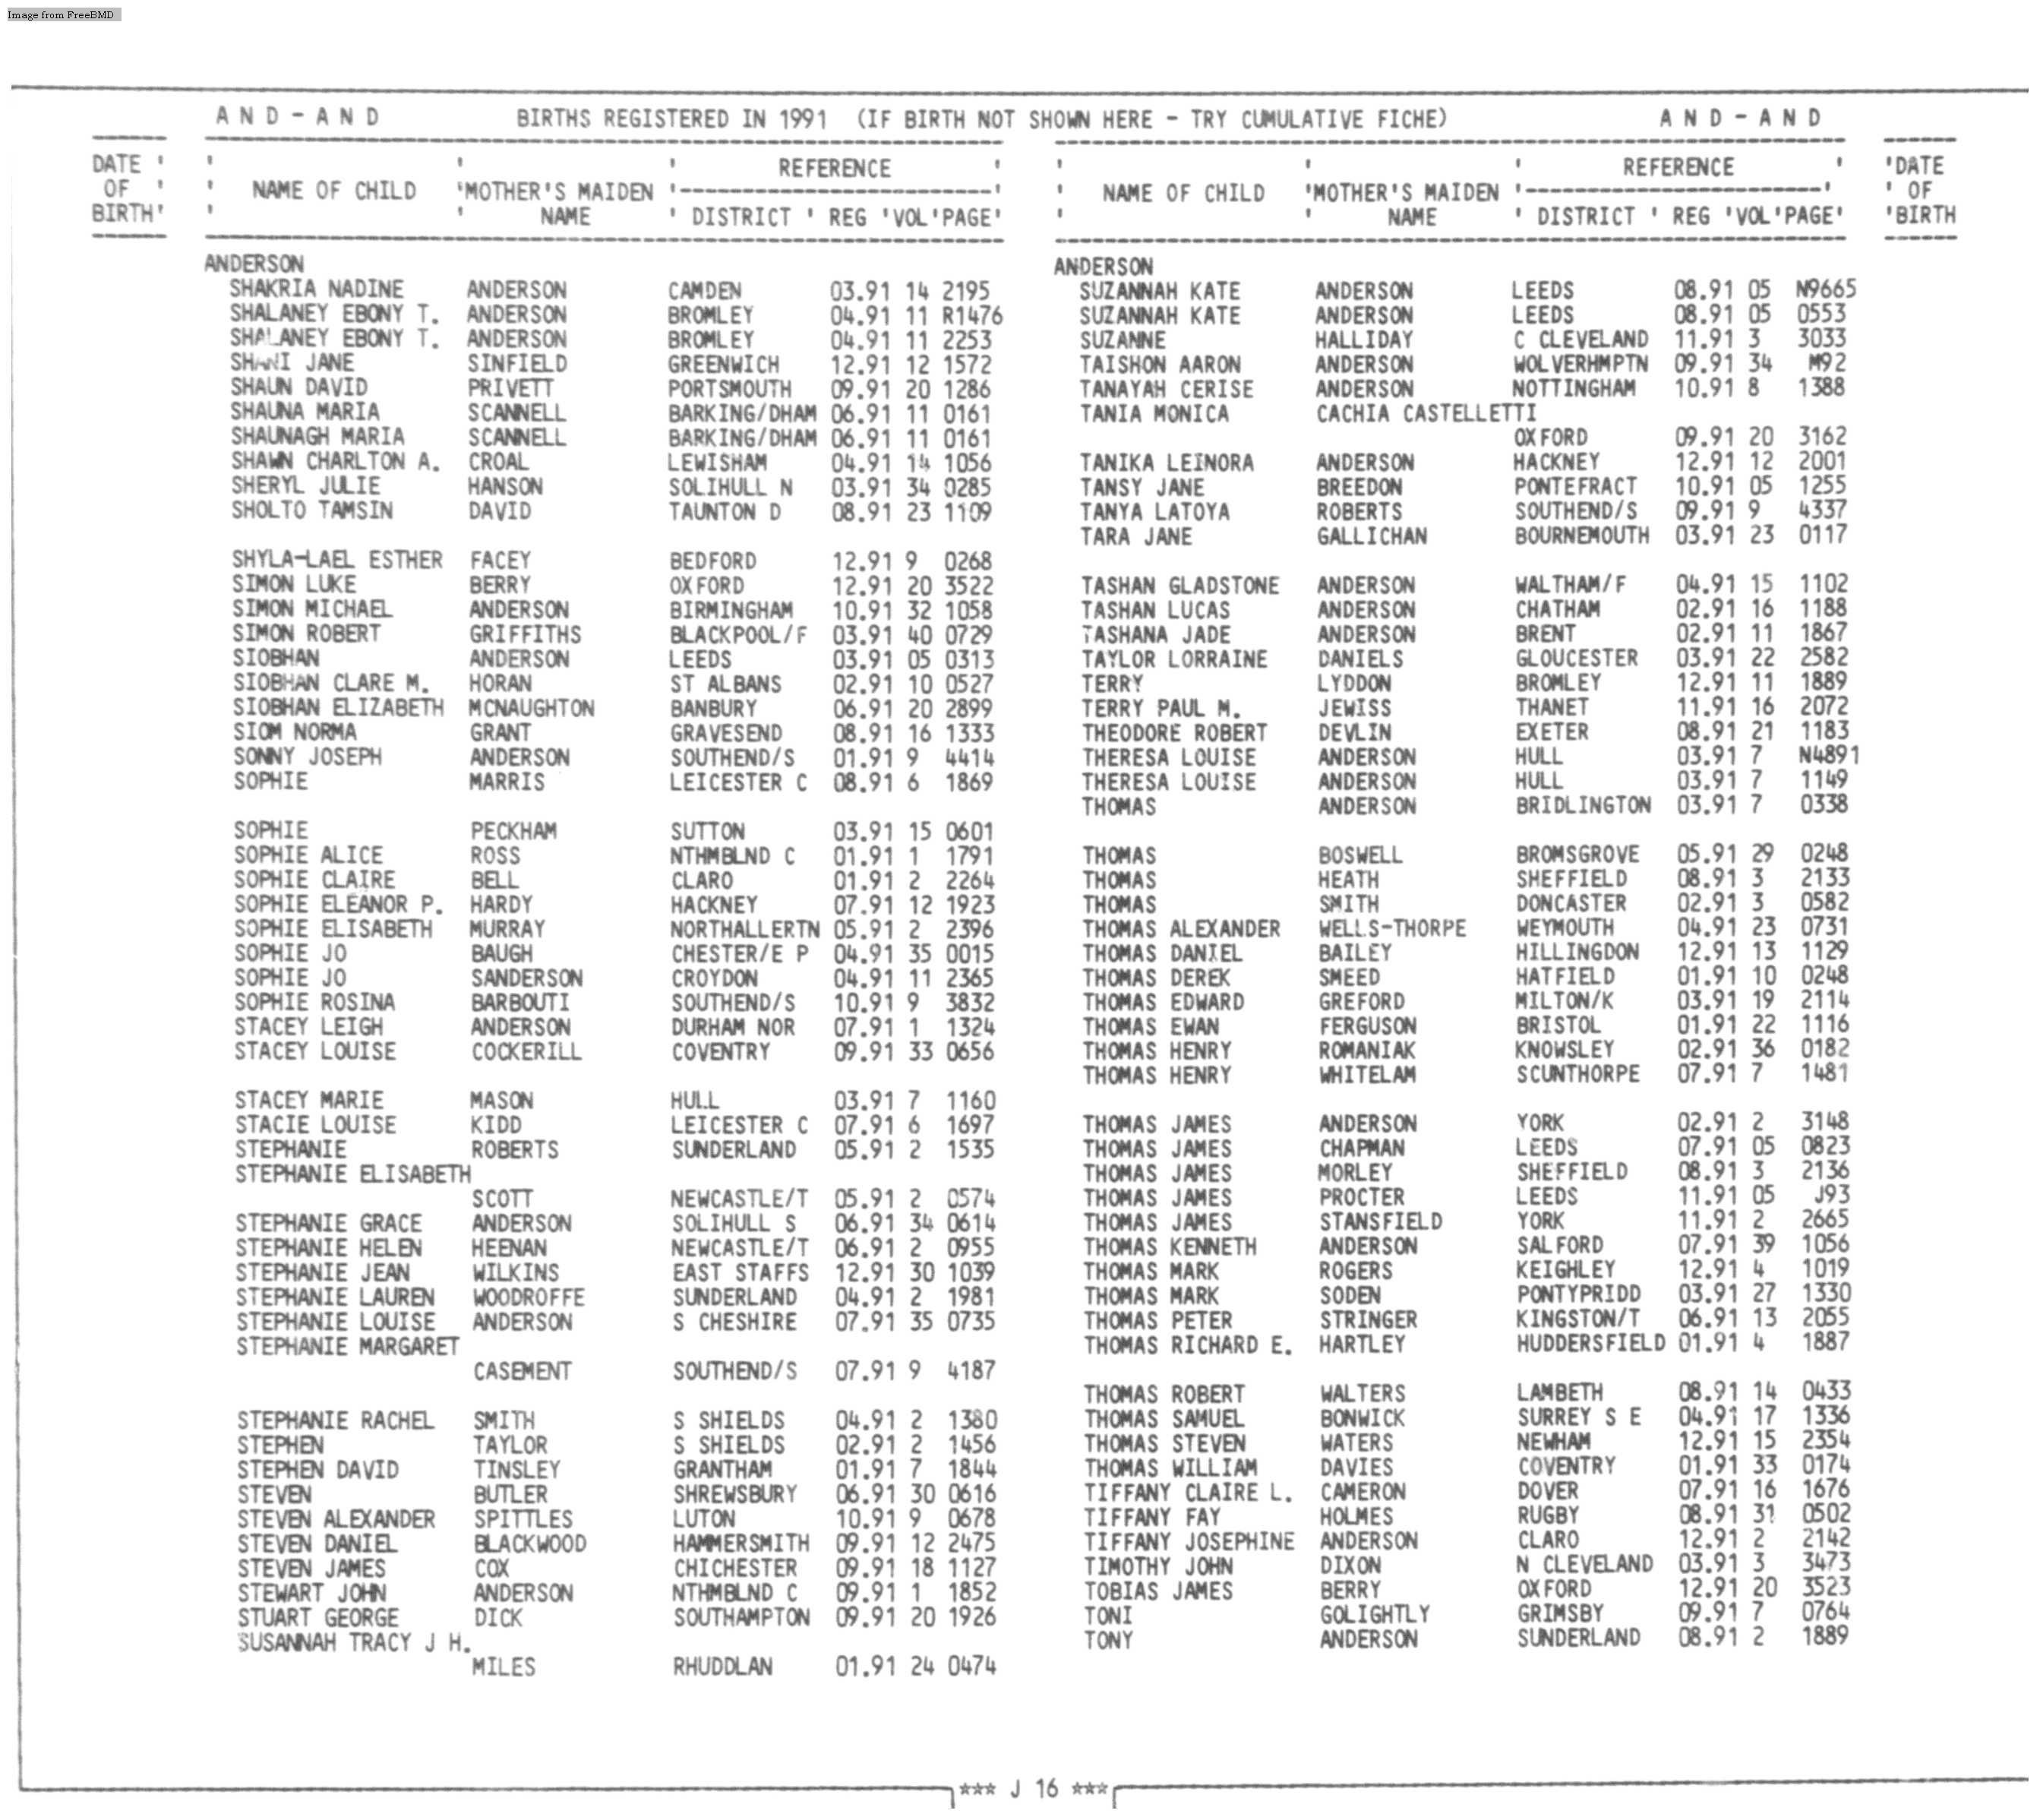 Image from FreeBMD
A N D - A N D BIRTHS REGISTERED IN 1991 (IF BIRTH NOT SHOWN HERE - TRY CUMULATIVE FICHE) A N D - A N D
DATE OF BIRTH
NAME OF CHILD MOTHER'S MAIDEN NAME REFERENCE DISTRICT REG VOL PAGE
ANDERSON
SHAKRIA NADINE ANDERSON CAMDEN 03.91 14 2195
SHALANEY EBONY T. ANDERSON BROMLEY 04.91 11 R1476
SHALANEY EBONY T. ANDERSON BROMLEY 04.91 11 2253
SHANI JANE SINFIELD GREENWICH 12.91 12 1572
SHAUN DAVID PRIVETT PORTSMOUTH 09.91 20 1286
SHAUNA MARIA SCANNELL BARKING/DHAM 06.91 11 0161
SHAUNAGH MARIA SCANNELL BARKING/DHAM 06.91 11 0161
SHAWN CHARLTON A. CROAL LEWISHAM 04.91 14 1056
SHERYL JULIE HANSON SOLIHULL N 03.91 34 0285
SHOLTO TAMSIN DAVID TAUNTON D 08.91 23 1109
SHYLA-LAEL ESTHER FACEY BEDFORD 12.91 9 0268
SIMON LUKE BERRY OXFORD 12.91 20 3522
SIMON MICHAEL ANDERSON BIRMINGHAM 10.91 32 1058
SIMON ROBERT GRIFFITHS BLACKPOOL/F 03.91 40 0729
SIOBHAN ANDERSON LEEDS 03.91 05 0313
SIOBHAN CLARE M. HORAN ST ALBANS 02.91 10 0527
SIOBHAN ELIZABETH MCNAUGHTON BANBURY 06.91 20 2899
SIOM NORMA GRANT GRAVESEND 08.91 16 1333
SONNY JOSEPH ANDERSON SOUTHEND/S 01.91 9 4414
SOPHIE MARRIS LEICESTER C 08.91 6 1869
SOPHIE PECKHAM SUTTON 03.91 15 0601
SOPHIE ALICE ROSS NTHMBLND C 01.91 1 1791
SOPHIE CLAIRE BELL CLARO 01.91 2 2264
SOPHIE ELEANOR P. HARDY HACKNEY 07.91 12 1923
SOPHIE ELISABETH MURRAY NORTHALLERTN 05.91 2 2396
SOPHIE JO BAUGH CHESTER/E P 04.91 35 0015
SOPHIE JO SANDERSON CROYDON 04.91 11 2365
SOPHIE ROSINA BARBOUTI SOUTHEND/S 10.91 9 3832
STACEY LEIGH ANDERSON DURHAM NOR 07.91 1 1324
STACEY LOUISE COCKERILL COVENTRY 09.91 33 0656
STACEY MARIE MASON HULL 03.91 7 1160
STACIE LOUISE KIDD LEICESTER C 07.91 6 1697
STEPHANIE ROBERTS SUNDERLAND 05.91 2 1535
STEPHANIE ELISABETH
SCOTT NEWCASTLE/T 05.91 2 0574
STEPHANIE GRACE ANDERSON SOLIHULL S 06.91 34 0614
STEPHANIE HELEN HEENAN NEWCASTLE/T 06.91 2 0955
STEPHANIE JEAN WILKINS EAST STAFFS 12.91 30 1039
STEPHANIE LAUREN WOODROFFE SUNDERLAND 04.91 2 1981
STEPHANIE LOUISE ANDERSON S CHESHIRE 07.91 35 0735
STEPHANIE MARGARET
CASEMENT SOUTHEND/S 07.91 9 4187
STEPHANIE RACHEL SMITH S SHIELDS 04.91 2 1380
STEPHEN TAYLOR S SHIELDS 02.91 2 1456
STEPHEN DAVID TINSLEY GRANTHAM 01.91 7 1844
STEVEN BUTLER SHREWSBURY 06.91 30 0616
STEVEN ALEXANDER SPITTLES LUTON 10.91 9 0678
STEVEN DANIEL BLACKWOOD HAMMERSMITH 09.91 12 2475
STEVEN JAMES COX CHICHESTER 09.91 18 1127
STEWART JOHN ANDERSON NTHMBLND C 09.91 1 1852
STUART GEORGE DICK SOUTHAMPTON 09.91 20 1926
SUSANNAH TRACY J H.
MILES RHUDDLAN 01.91 24 0474
NAME OF CHILD MOTHER'S MAIDEN NAME REFERENCE DISTRICT REG VOL PAGE
DATE OF BIRTH
ANDERSON
SUZANNAH KATE ANDERSON LEEDS 08.91 05 N9665
SUZANNAH KATE ANDERSON LEEDS 08.91 05 0553
SUZANNE HALLIDAY C CLEVELAND 11.91 3 3033
TAISHON AARON ANDERSON WOLVERHMPTN 09.91 34 M92
TANAYAH CERISE ANDERSON NOTTINGHAM 10.91 8 1388
TANIA MONICA CACHIA CASTELLETTI
OXFORD 09.91 20 3162
TANIKA LEINORA ANDERSON HACKNEY 12.91 12 2001
TANSY JANE BREEDON PONTEFRACT 10.91 05 1255
TANYA LATOYA ROBERTS SOUTHEND/S 09.91 9 4337
TARA JANE GALLICHAN BOURNEMOUTH 03.91 23 0117
TASHAN GLADSTONE ANDERSON WALTHAM/F 04.91 15 1102
TASHAN LUCAS ANDERSON CHATHAM 02.91 16 1188
TASHANA JADE ANDERSON BRENT 02.91 11 1867
TAYLOR LORRAINE DANIELS GLOUCESTER 03.91 22 2582
TERRY LYDDON BROMLEY 12.91 11 1889
TERRY PAUL M. JEWISS THANET 11.91 16 2072
THEODORE ROBERT DEVLIN EXETER 08.91 21 1183
THERESA LOUISE ANDERSON HULL 03.91 7 N4891
THERESA LOUISE ANDERSON HULL 03.91 7 1149
THOMAS ANDERSON BRIDLINGTON 03.91 7 0338
THOMAS BOSWELL BROMSGROVE 05.91 29 0248
THOMAS HEATH SHEFFIELD 08.91 3 2133
THOMAS SMITH DONCASTER 02.91 3 0582
THOMAS ALEXANDER WELLS-THORPE WEYMOUTH 04.91 23 0731
THOMAS DANIEL BAILEY HILLINGDON 12.91 13 1129
THOMAS DEREK SMEED HATFIELD 01.91 10 0248
THOMAS EDWARD GREFORD MILTON/K 03.91 19 2114
THOMAS EWAN FERGUSON BRISTOL 01.91 22 1116
THOMAS HENRY ROMANIAK KNOWSLEY 02.91 36 0182
THOMAS HENRY WHITELAM SCUNTHORPE 07.91 7 1481
THOMAS JAMES ANDERSON YORK 02.91 2 3148
THOMAS JAMES CHAPMAN LEEDS 07.91 05 0823
THOMAS JAMES MORLEY SHEFFIELD 08.91 3 2136
THOMAS JAMES PROCTER LEEDS 11.91 05 J93
THOMAS JAMES STANSFIELD YORK 11.91 2 2665
THOMAS KENNETH ANDERSON SALFORD 07.91 39 1056
THOMAS MARK ROGERS KEIGHLEY 12.91 4 1019
THOMAS MARK SODEN PONTYPRIDD 03.91 27 1330
THOMAS PETER STRINGER KINGSTON/T 06.91 13 2055
THOMAS RICHARD E. HARTLEY HUDDERSFIELD 01.91 4 1887
THOMAS ROBERT WALTERS LAMBETH 08.91 14 0433
THOMAS SAMUEL BONWICK SURREY S E 04.91 17 1336
THOMAS STEVEN WATERS NEWHAM 12.91 15 2354
THOMAS WILLIAM DAVIES COVENTRY 01.91 33 0174
TIFFANY CLAIRE L. CAMERON DOVER 07.91 16 1676
TIFFANY FAY HOLMES RUGBY 08.91 31 0502
TIFFANY JOSEPHINE ANDERSON CLARO 12.91 2 2142
TIMOTHY JOHN DIXON N CLEVELAND 03.91 3 3473
TOBIAS JAMES BERRY OXFORD 12.91 20 3523
TONI GOLIGHTLY GRIMSBY 09.91 7 0764
TONY ANDERSON SUNDERLAND 08.91 2 1889
*** J 16 ***